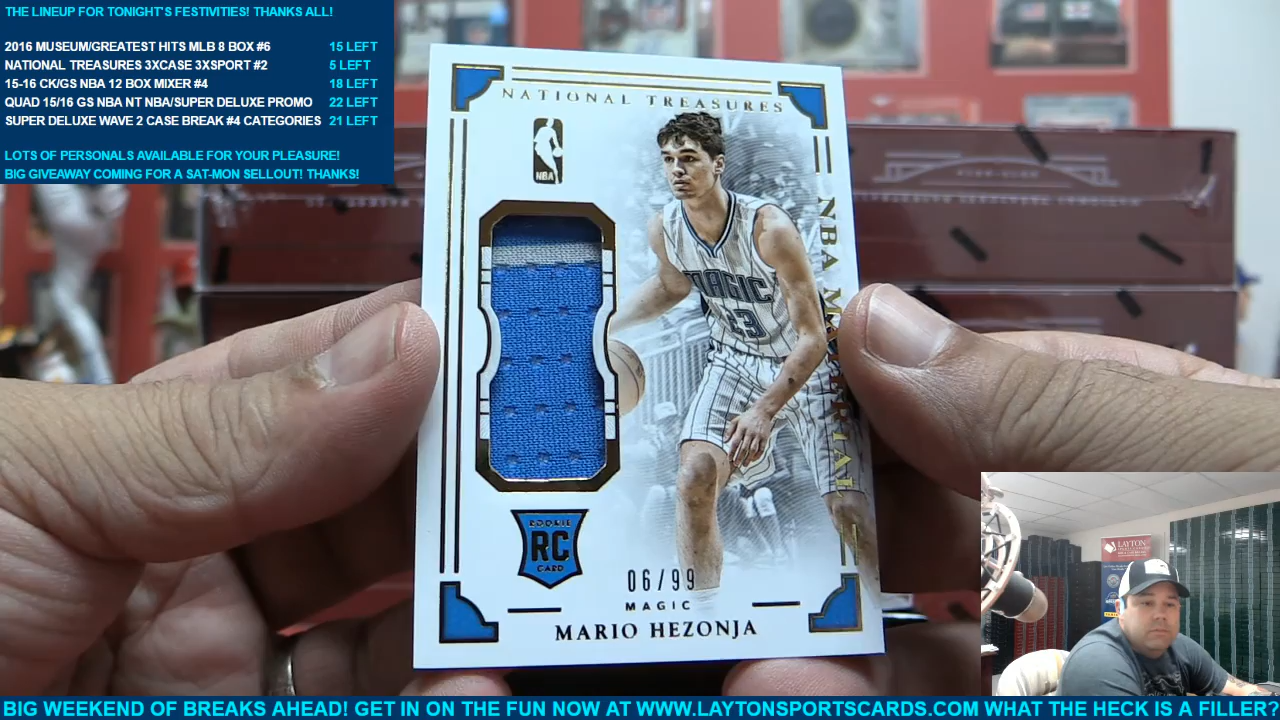 THE LINEUP FOR TONIGHT'S FESTIVITIES! THANKS ALL!
2016 MUSEUM/GREATEST HITS MLB 8 BOX #6 15 LEFT
NATIONAL TREASURES 3XCASE 3XSPORT #2 5 LEFT
15-16 CK/GS NBA 12 BOX MIXER #4 18 LEFT
QUAD 15/16 GS NBA NT NBA/SUPER DELUXE PROMO 22 LEFT
SUPER DELUXE WAVE 2 CASE BREAK #4 CATEGORIES 21 LEFT
LOTS OF PERSONALS AVAILABLE FOR YOUR PLEASURE!
BIG GIVEAWAY COMING FOR A SAT-MON SELLOUT! THANKS!
NATIONAL TREASURES
NBA
NBA MATERIALS
MAGIC
23
ROOKIE
RC
CARD
06/99
MAGIC
MARIO HEZONJA
LAYTON
BIG WEEKEND OF BREAKS AHEAD! GET IN ON THE FUN NOW AT WWW.LAYTONSPORTSCARDS.COM WHAT THE HECK IS A FILLER?